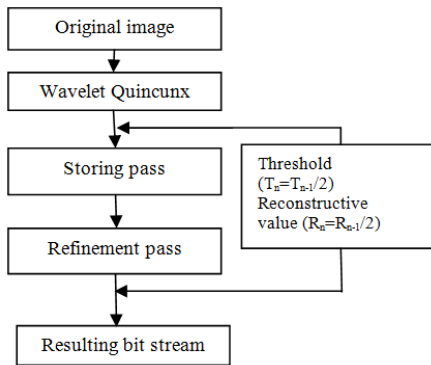 Original image
Wavelet Quincunx
Storing pass
Threshold
(Tₙ=Tₙ₋₁/2)
Reconstructive
value (Rₙ=Rₙ₋₁/2)
Refinement pass
Resulting bit stream